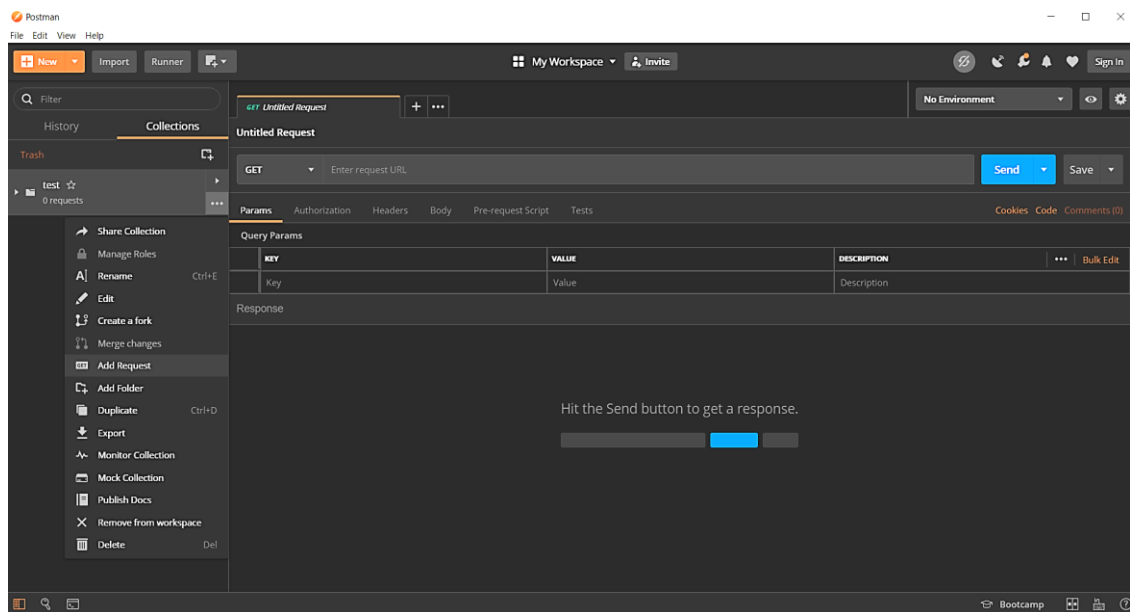 Postman
File Edit View Help
New Import Runner My Workspace Invite Sign In
Filter
History Collections
Trash
test
0 requests
Share Collection
Manage Roles
Rename Ctrl+E
Edit
Create a fork
Merge changes
Add Request
Add Folder
Duplicate Ctrl+D
Export
Monitor Collection
Mock Collection
Publish Docs
Remove from workspace
Delete Del
GET Untitled Request
No Environment
Untitled Request
GET Enter request URL Send Save
Params Authorization Headers Body Pre-request Script Tests Cookies Code Comments (0)
Query Params
KEY VALUE DESCRIPTION Bulk Edit
Key Value Description
Response
Hit the Send button to get a response.
Bootcamp